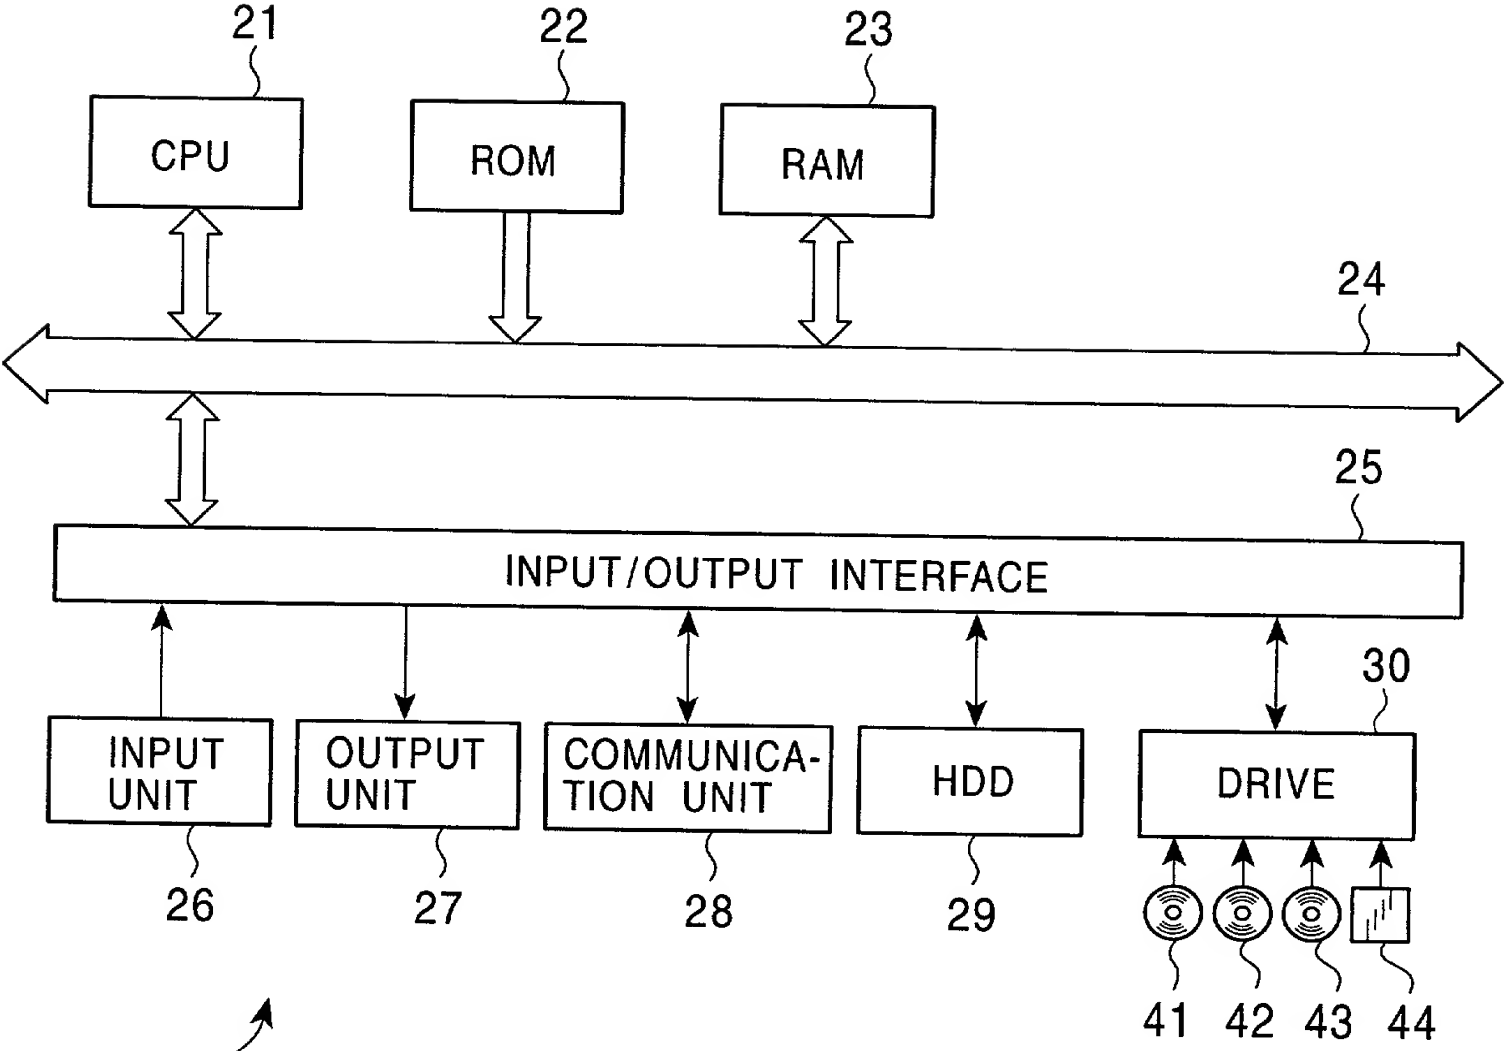 21
22
23
CPU
ROM
RAM
24
25
INPUT/OUTPUT INTERFACE
30
INPUT
UNIT
OUTPUT
UNIT
COMMUNICA-
TION UNIT
HDD
DRIVE
26
27
28
29
41
42
43
44